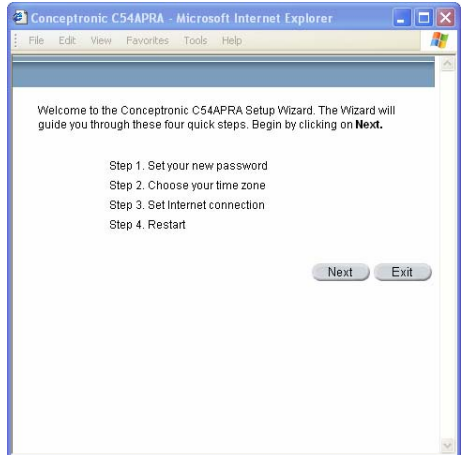 Conceptronic C54APRA - Microsoft Internet Explorer
File Edit View Favorites Tools Help
Welcome to the Conceptronic C54APRA Setup Wizard. The Wizard will
guide you through these four quick steps. Begin by clicking on Next.
Step 1. Set your new password
Step 2. Choose your time zone
Step 3. Set Internet connection
Step 4. Restart
Next Exit